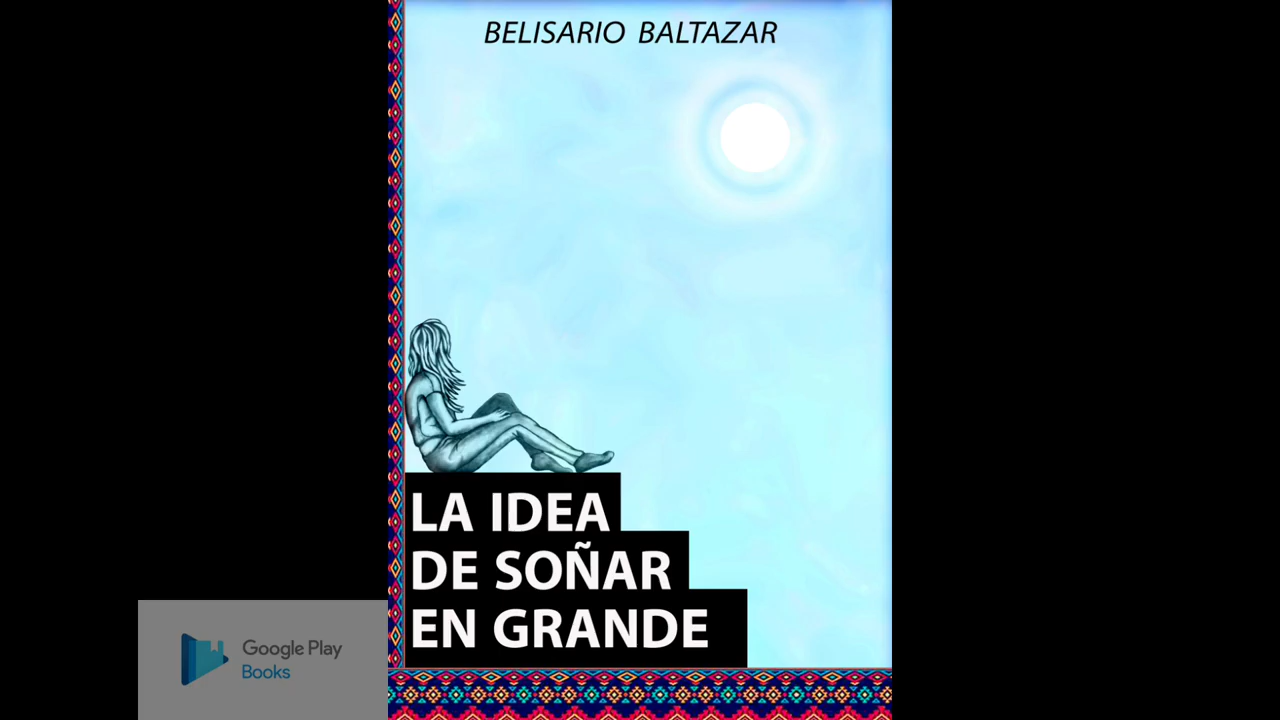 BELISARIO BALTAZAR
LA IDEA
DE SOÑAR
EN GRANDE
Google Play
Books